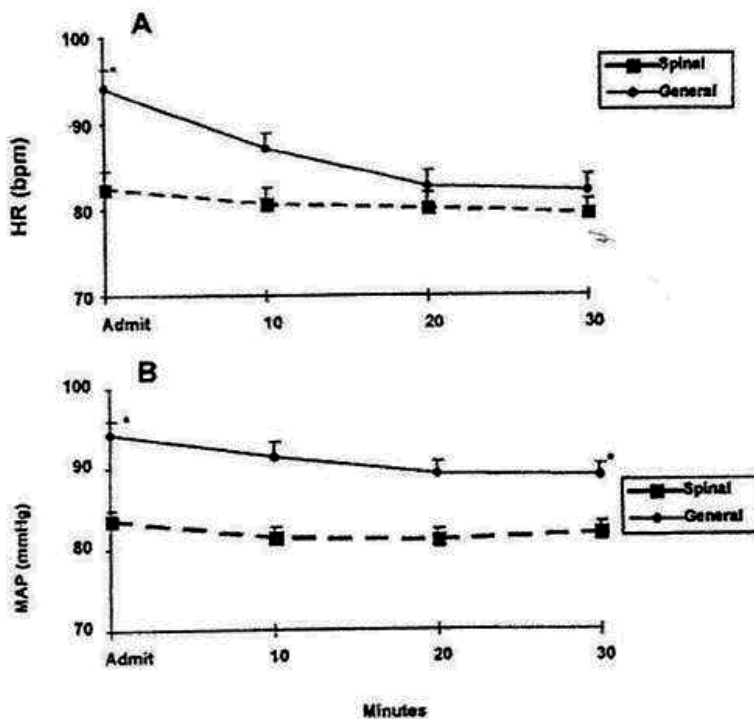 A
100
90
80
70
HR (bpm)
Admit
10
20
30
Spinal
General
B
100
90
80
70
MAP (mmHg)
Admit
10
20
30
Spinal
General
Minutes